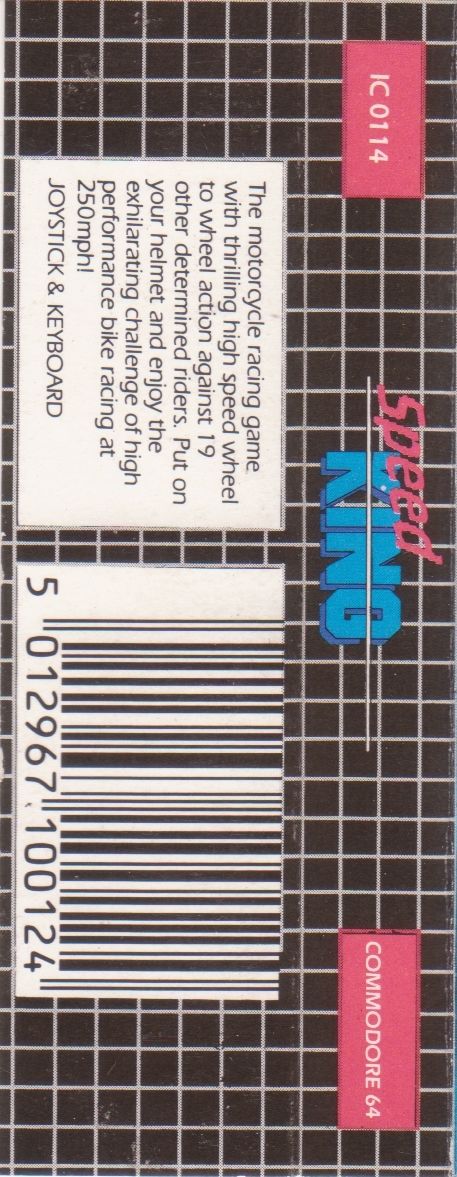 IC 0114
Speed
KING
COMMODORE 64
The motorcycle racing game
with thrilling high speed wheel
to wheel action against 19
other determined riders. Put on
your helmet and enjoy the
exhilarating challenge of high
performance bike racing at
250mph!
JOYSTICK & KEYBOARD
5 012967 100124